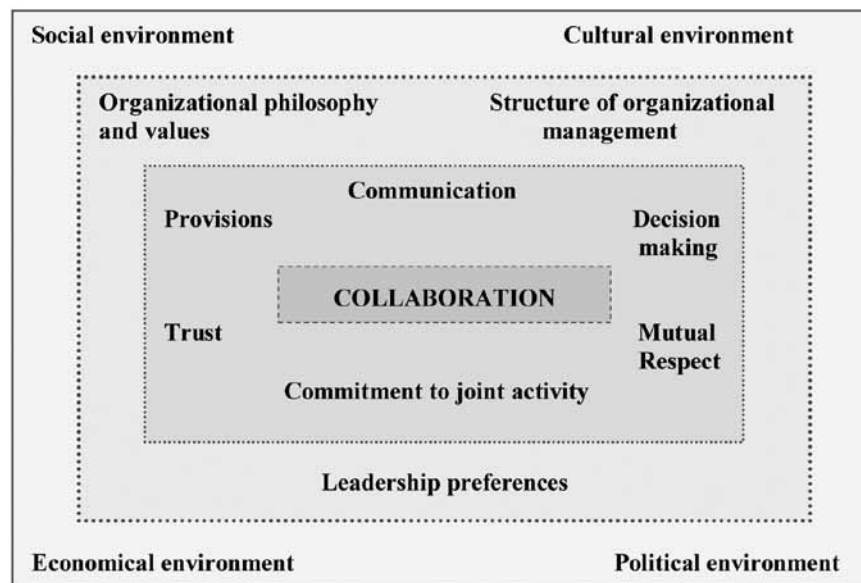 Social environment
Cultural environment
Organizational philosophy
and values
Structure of organizational
management
Communication
Provisions
Decision
making
COLLABORATION
Trust
Mutual
Respect
Commitment to joint activity
Leadership preferences
Economical environment
Political environment